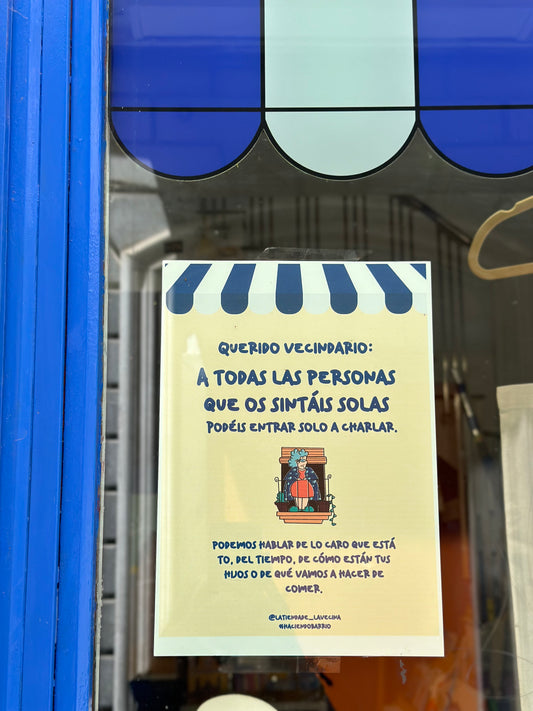 QUERIDO VECINDARIO:
A TODAS LAS PERSONAS
QUE OS SINTÁIS SOLAS
PODÉIS ENTRAR SOLO A CHARLAR.
PODEMOS HABLAR DE LO CARO QUE ESTÁ
TO, DEL TIEMPO, DE CÓMO ESTÁN TUS
HIJOS O DE QUÉ VAMOS A HACER DE
COMER.
@LATIENDADE_LAVECINA
#HACIENDOBARRIO